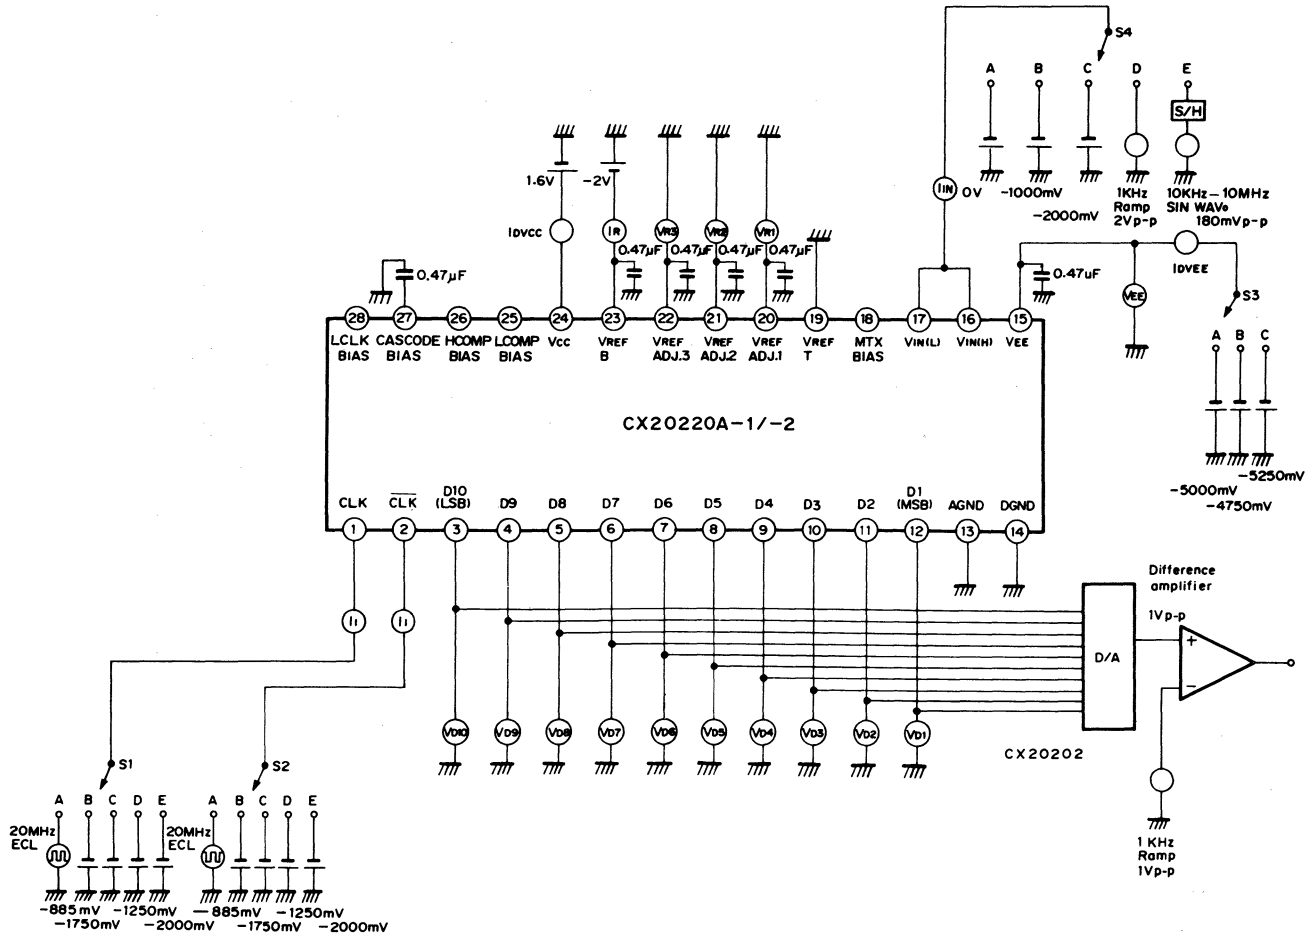 S4
A B C D E
S/H
IIN 0V
-1000mV
-2000mV
1KHz
Ramp
2Vp-p
10KHz-10MHz
SIN WAVe
180mVp-p
1.6V
-2V
IDVCC
IR VR3 VR2 VR1
0.47µF 0.47µF 0.47µF 0.47µF
0.47µF
0.47uF
IDVEE
VEE
S3
A B C
-5250mV
-5000mV
-4750mV
28 27 26 25 24 23 22 21 20 19 18 17 16 15
LCLK
BIAS
CASCODE
BIAS
HCOMP
BIAS
LCOMP
BIAS
VCC
VREF
B
VREF
ADJ.3
VREF
ADJ.2
VREF
ADJ.1
VREF
T
MTX
BIAS
VIN(L)
VIN(H)
VEE
CX20220A-1/-2
CLK
CLK
D10
(LSB)
D9 D8 D7 D6 D5 D4 D3 D2
D1
(MSB)
AGND DGND
1 2 3 4 5 6 7 8 9 10 11 12 13 14
II II
D/A
CX20202
Difference
amplifier
1Vp-p
+
-
1 KHz
Ramp
1Vp-p
VD10 VD9 VD8 VD7 VD6 VD5 VD4 VD3 VD2 VD1
S1
A B C D E
20MHz
ECL
-885mV
-1750mV
-1250mV
-2000mV
S2
A B C D E
20MHz
ECL
-885mV
-1750mV
-1250mV
-2000mV